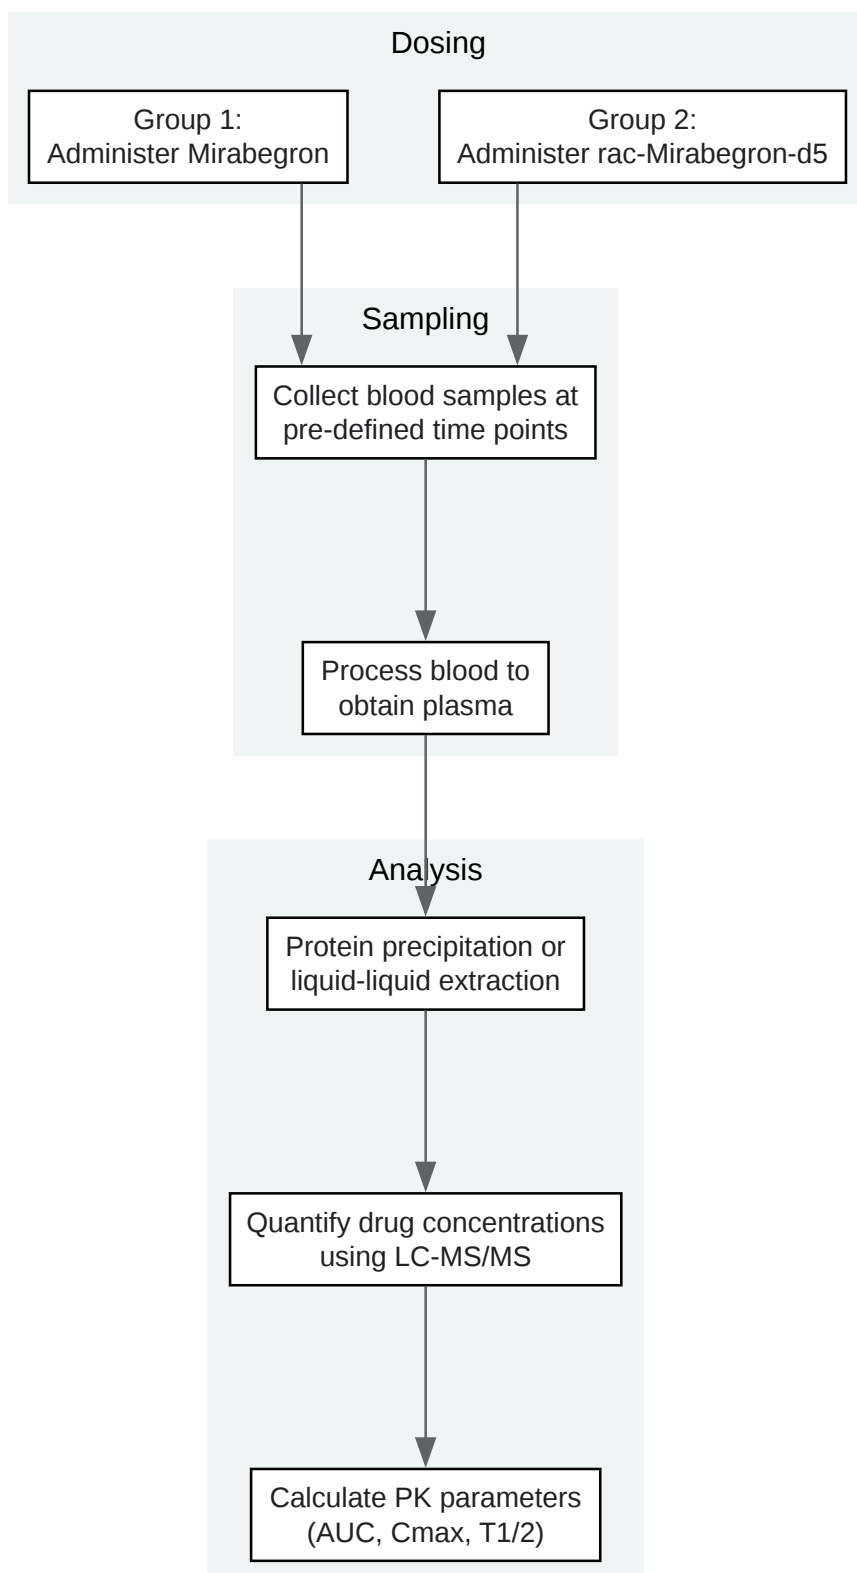 Dosing
Group 1:
Administer Mirabegron
Group 2:
Administer rac-Mirabegron-d5
Sampling
Collect blood samples at
pre-defined time points
Process blood to
obtain plasma
Analysis
Protein precipitation or
liquid-liquid extraction
Quantify drug concentrations
using LC-MS/MS
Calculate PK parameters
(AUC, Cmax, T1/2)